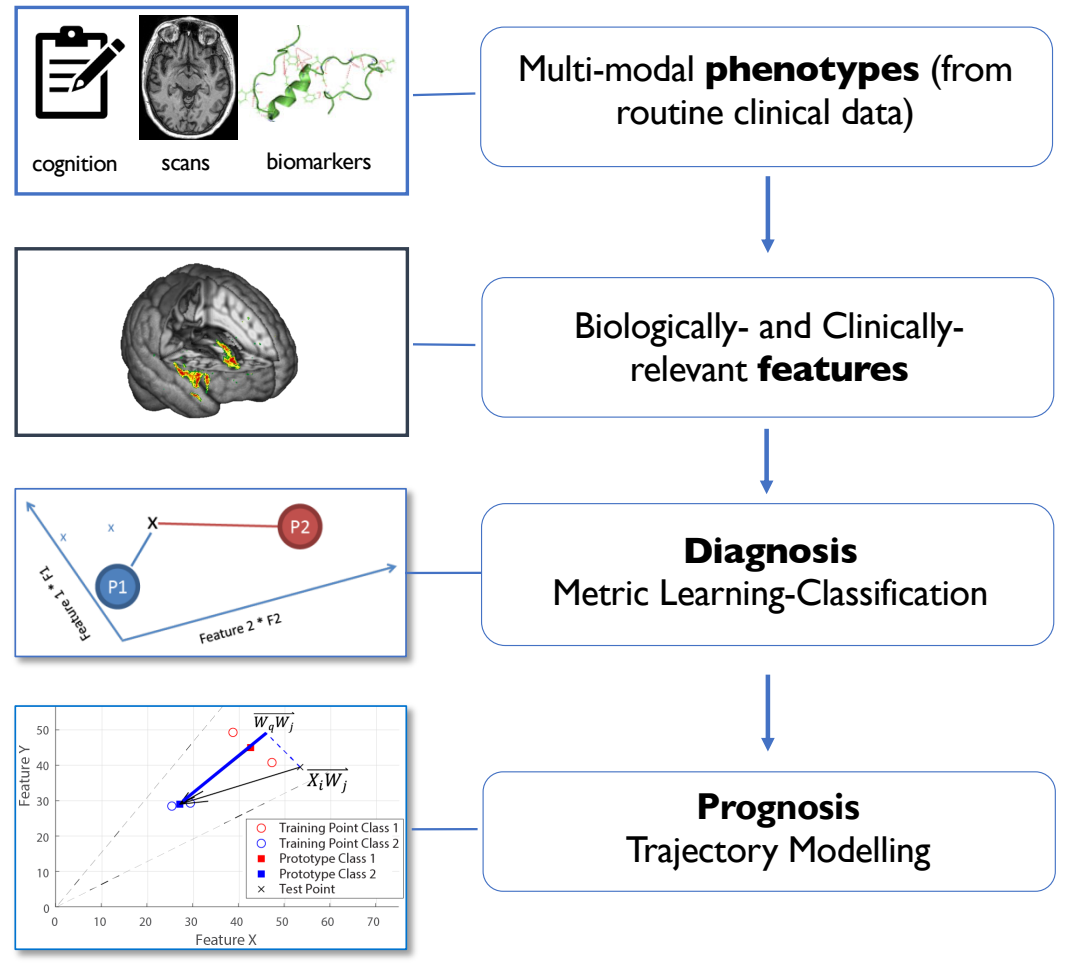 cognition
scans
biomarkers
Multi-modal phenotypes (from
routine clinical data)
Biologically- and Clinically-
relevant features
X
x
x
P1
P2
Feature 1 * F1
Feature 2 * F2
Diagnosis
Metric Learning-Classification
Feature Y
50
40
30
20
10
0
0
10
20
30
40
50
60
70
Feature X
W_qW_j
X_iW_j
Training Point Class 1
Training Point Class 2
Prototype Class 1
Prototype Class 2
Test Point
Prognosis
Trajectory Modelling